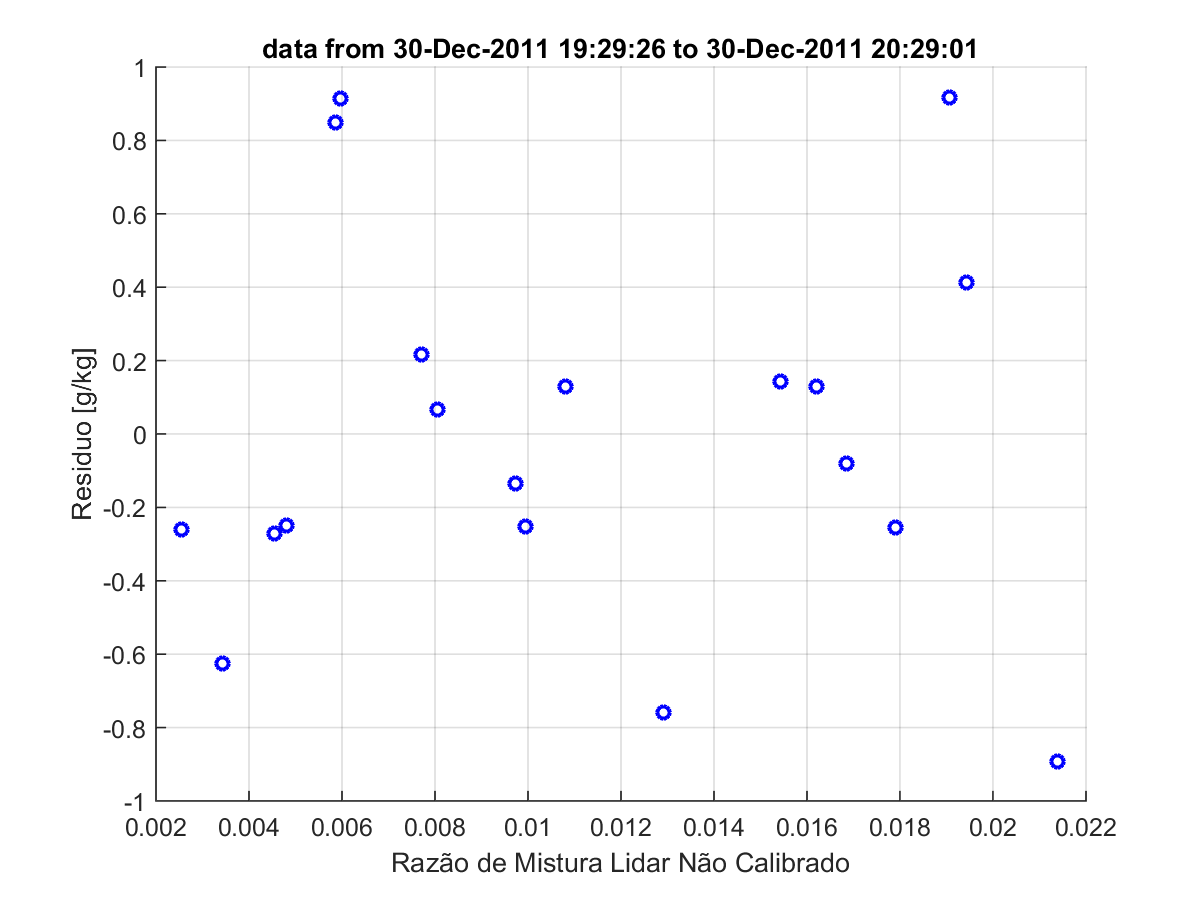 data from 30-Dec-2011 19:29:26 to 30-Dec-2011 20:29:01
1
0.8
0.6
0.4
0.2
0
-0.2
-0.4
-0.6
-0.8
-1
Residuo [g/kg]
0.002 0.004 0.006 0.008 0.01 0.012 0.014 0.016 0.018 0.02 0.022
Razão de Mistura Lidar Não Calibrado